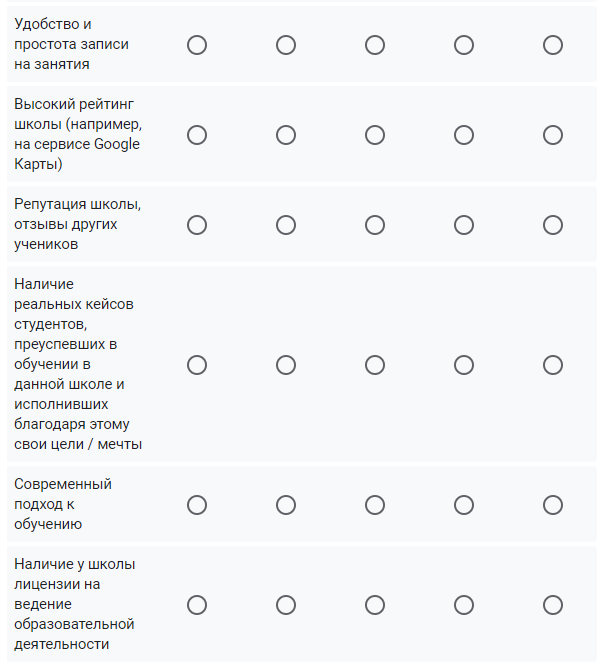 Удобство и
простота записи
на занятия
Высокий рейтинг
школы (например,
на сервисе Google
Карты)
Репутация школы,
отзывы других
учеников
Наличие
реальных кейсов
студентов,
преуспевших в
обучении в
данной школе и
исполнивших
благодаря этому
свои цели / мечты
Современный
подход к
обучению
Наличие у школы
лицензии на
ведение
образовательной
деятельности